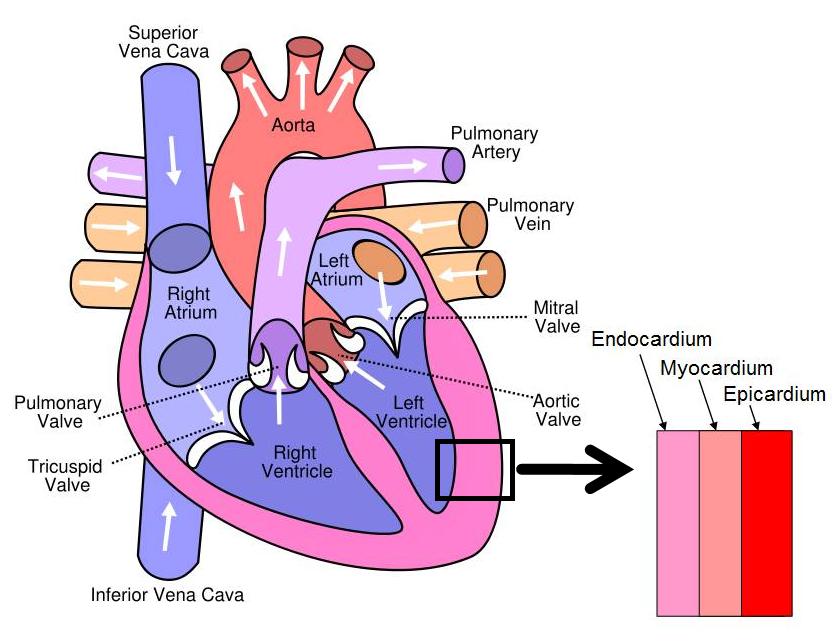 Superior
Vena Cava
Aorta
Pulmonary
Artery
Pulmonary
Vein
Left
Atrium
Right
Atrium
Mitral
Valve
Endocardium
Myocardium
Epicardium
Pulmonary
Valve
Aortic
Valve
Left
Ventricle
Right
Ventricle
Tricuspid
Valve
Inferior Vena Cava